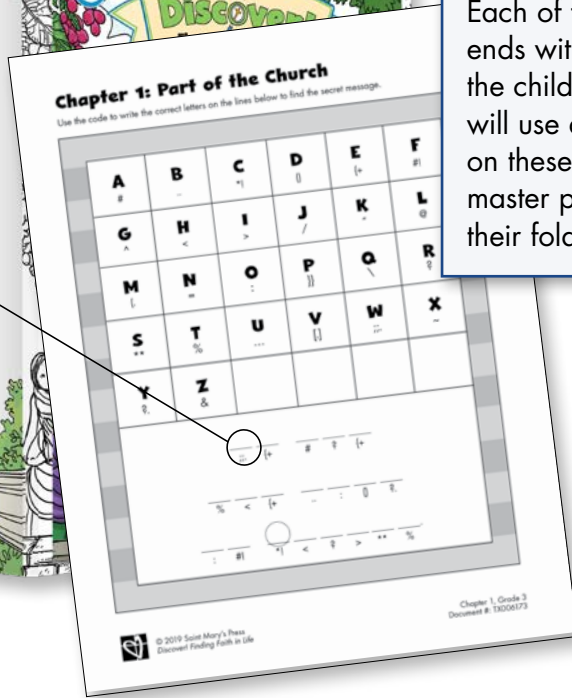 Discover!
Each of
ends wit
the child
will use
on these
master p
their fold
Chapter 1: Part of the Church
Use the code to write the correct letters on the lines below to find the secret message.
A B C D E F
# _ *| () {+ #|
G H I J K L
^ < > / " @
M N O P Q R
[, = : ]] \ ?
S T U V W X
** % ... [.] ;;, ~
Y Z
?. &
;;, {+ # ? {+
% < {+ _ : () ?.
: #| *| < ? > ** %
Chapter 1, Grade 3
Document #: TX006173
© 2019 Saint Mary's Press
Discover! Finding Faith in Life